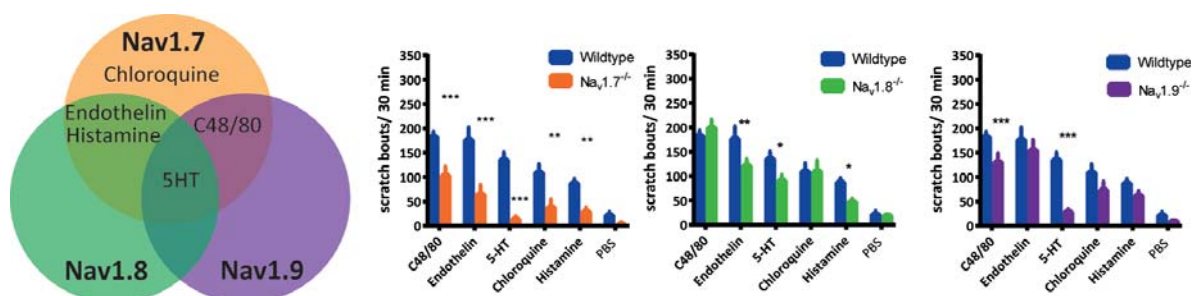 Nav1.7
Chloroquine
Endothelin
Histamine
C48/80
5HT
Nav1.8
Nav1.9
scratch bouts/ 30 min
350
300
250
200
150
100
50
0
Wildtype
Nav1.7-/-
***
***
***
**
**
C48/80
Endothelin
5-HT
Chloroquine
Histamine
PBS
scratch bouts/ 30 min
350
300
250
200
150
100
50
0
Wildtype
Nav1.8-/-
**
*
*
C48/80
Endothelin
5-HT
Chloroquine
Histamine
PBS
scratch bouts/ 30 min
350
300
250
200
150
100
50
0
Wildtype
Nav1.9-/-
***
***
C48/80
Endothelin
5-HT
Chloroquine
Histamine
PBS